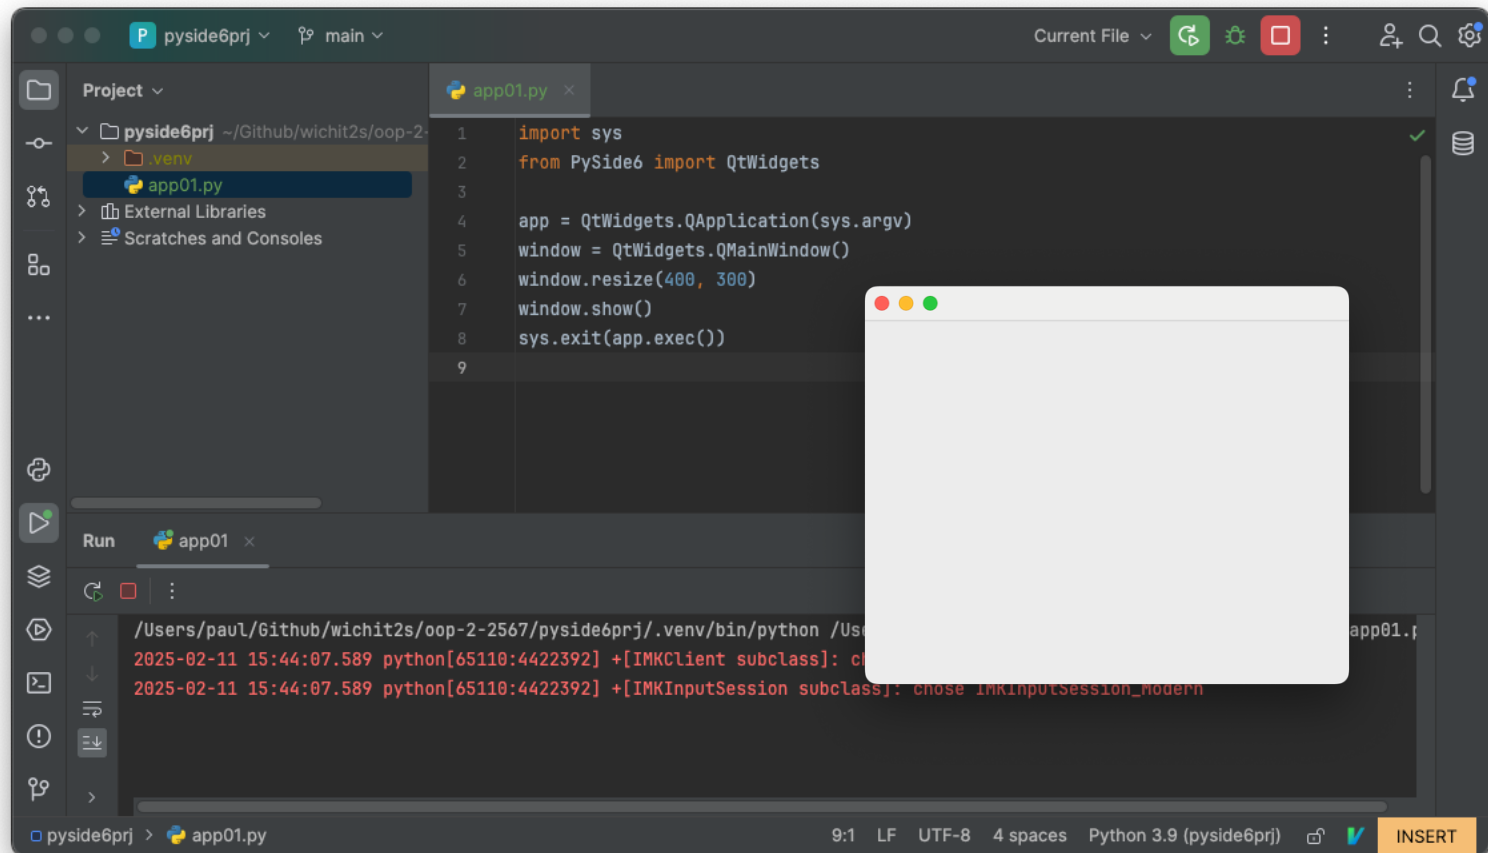 P pyside6prj
main
Current File
Project
app01.py
pyside6prj ~/Github/wichit2s/oop-2-
.venv
app01.py
External Libraries
Scratches and Consoles
1 import sys
2 from PySide6 import QtWidgets
3
4 app = QtWidgets.QApplication(sys.argv)
5 window = QtWidgets.QMainWindow()
6 window.resize(400, 300)
7 window.show()
8 sys.exit(app.exec())
9
Run app01
/Users/paul/Github/wichit2s/oop-2-2567/pyside6prj/.venv/bin/python /Use app01.p
2025-02-11 15:44:07.589 python[65110:4422392] +[IMKClient subclass]: ch
2025-02-11 15:44:07.589 python[65110:4422392] +[IMKInputSession subclass]: chose IMKInputSession_Modern
pyside6prj > app01.py
9:1 LF UTF-8 4 spaces Python 3.9 (pyside6prj) INSERT